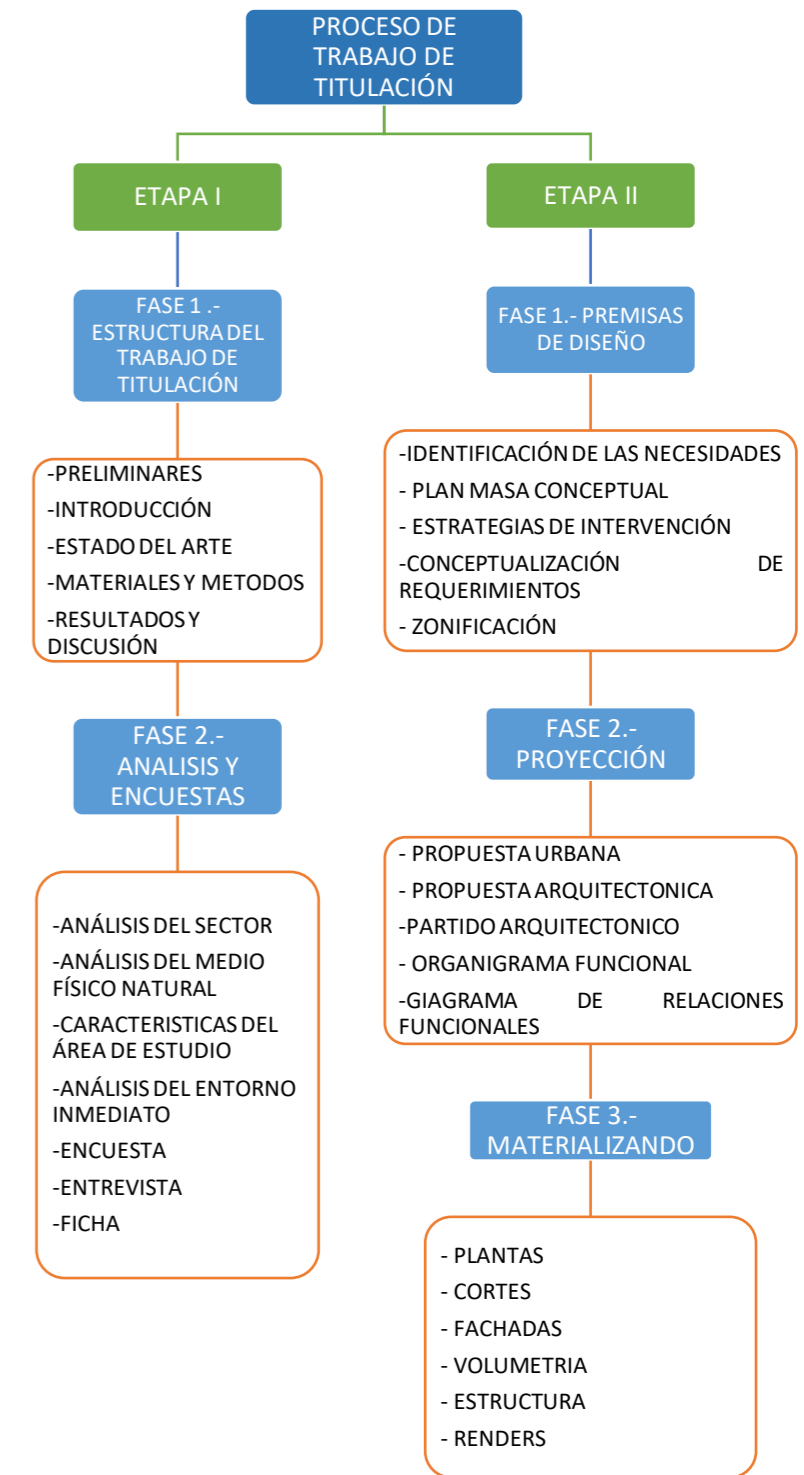 PROCESO DE
TRABAJO DE
TITULACIÓN
ETAPA I
FASE 1 .-
ESTRUCTURA DEL
TRABAJO DE
TITULACIÓN
-PRELIMINARES
-INTRODUCCIÓN
-ESTADO DEL ARTE
-MATERIALES Y METODOS
-RESULTADOS Y
DISCUSIÓN
FASE 2.-
ANALISIS Y
ENCUESTAS
-ANÁLISIS DEL SECTOR
-ANÁLISIS DEL MEDIO
FÍSICO NATURAL
-CARACTERISTICAS DEL
ÁREA DE ESTUDIO
-ANÁLISIS DEL ENTORNO
INMEDIATO
-ENCUESTA
-ENTREVISTA
-FICHA
ETAPA II
FASE 1.- PREMISAS
DE DISEÑO
-IDENTIFICACIÓN DE LAS NECESIDADES
- PLAN MASA CONCEPTUAL
- ESTRATEGIAS DE INTERVENCIÓN
-CONCEPTUALIZACIÓN DE
REQUERIMIENTOS
- ZONIFICACIÓN
FASE 2.-
PROYECCIÓN
- PROPUESTA URBANA
- PROPUESTA ARQUITECTONICA
-PARTIDO ARQUITECTONICO
- ORGANIGRAMA FUNCIONAL
-GIAGRAMA DE RELACIONES
FUNCIONALES
FASE 3.-
MATERIALIZANDO
- PLANTAS
- CORTES
- FACHADAS
- VOLUMETRIA
- ESTRUCTURA
- RENDERS